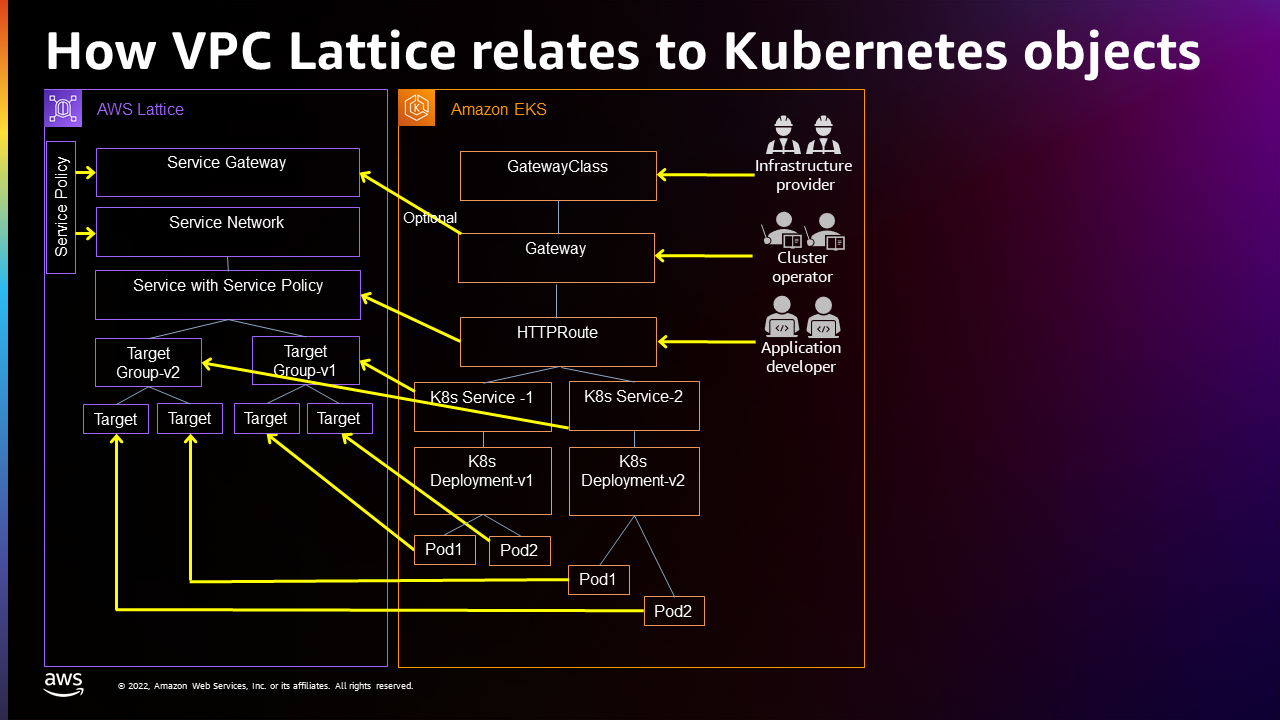 How VPC Lattice relates to Kubernetes objects
AWS Lattice
Service Policy
Service Gateway
Service Network
Service with Service Policy
Target
Group-v2
Target
Group-v1
Target
Target
Target
Target
Amazon EKS
Optional
GatewayClass
Gateway
HTTPRoute
K8s Service -1
K8s Service-2
K8s
Deployment-v1
K8s
Deployment-v2
Pod1
Pod2
Pod1
Pod2
Infrastructure
provider
Cluster
operator
Application
developer
aws
© 2022, Amazon Web Services, Inc. or its affiliates. All rights reserved.